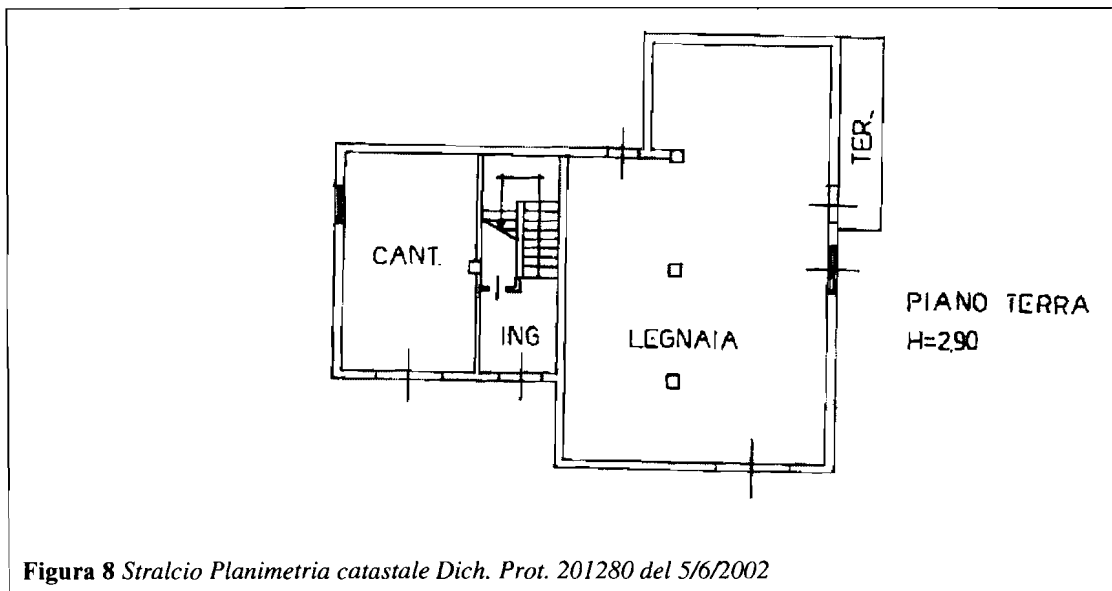 TER.
CANT.
ING
LEGNAIA
PIANO TERRA
H=2,90
Figura 8 Stralcio Planimetria catastale Dich. Prot. 201280 del 5/6/2002